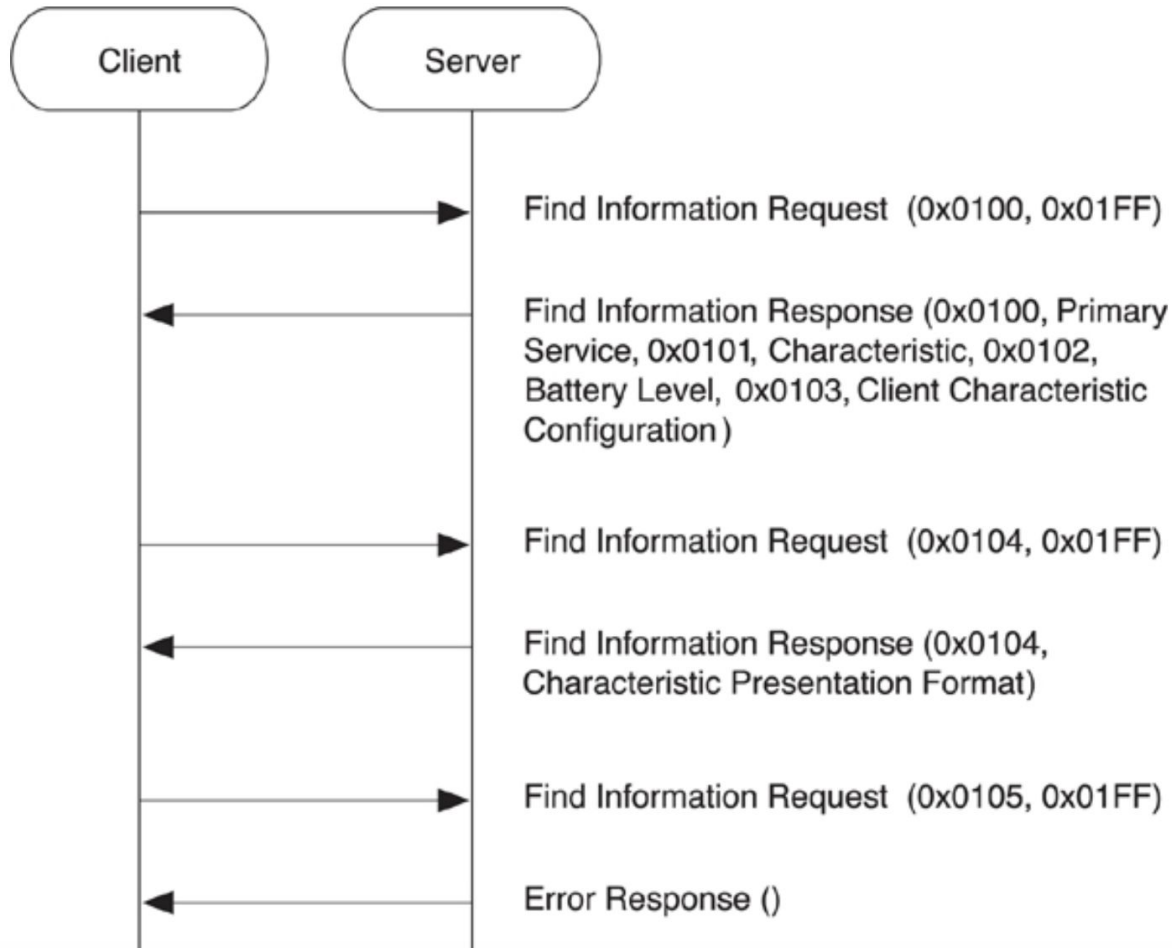 Client
Server
Find Information Request (0x0100, 0x01FF)
Find Information Response (0x0100, Primary
Service, 0x0101, Characteristic, 0x0102,
Battery Level, 0x0103, Client Characteristic
Configuration)
Find Information Request (0x0104, 0x01FF)
Find Information Response (0x0104,
Characteristic Presentation Format)
Find Information Request (0x0105, 0x01FF)
Error Response ()